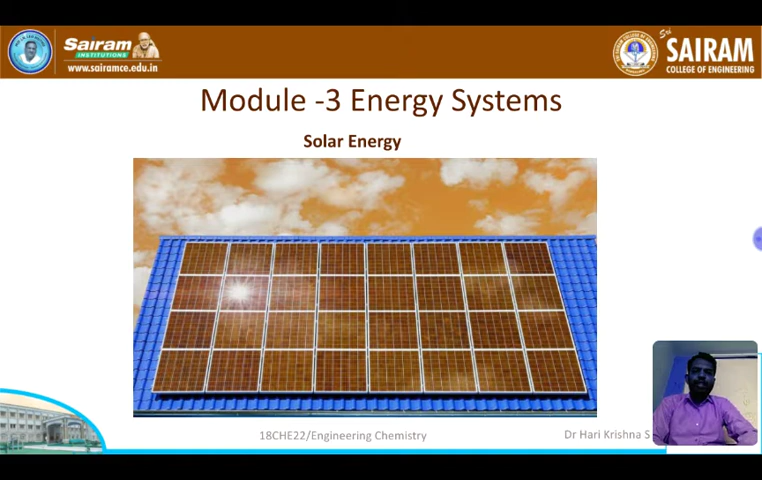 Sairam
INSTITUTIONS
www.sairamce.edu.in
Sri
SAIRAM
COLLEGE OF ENGINEERING
Module -3 Energy Systems
Solar Energy
18CHE22/Engineering Chemistry
Dr Hari Krishna S